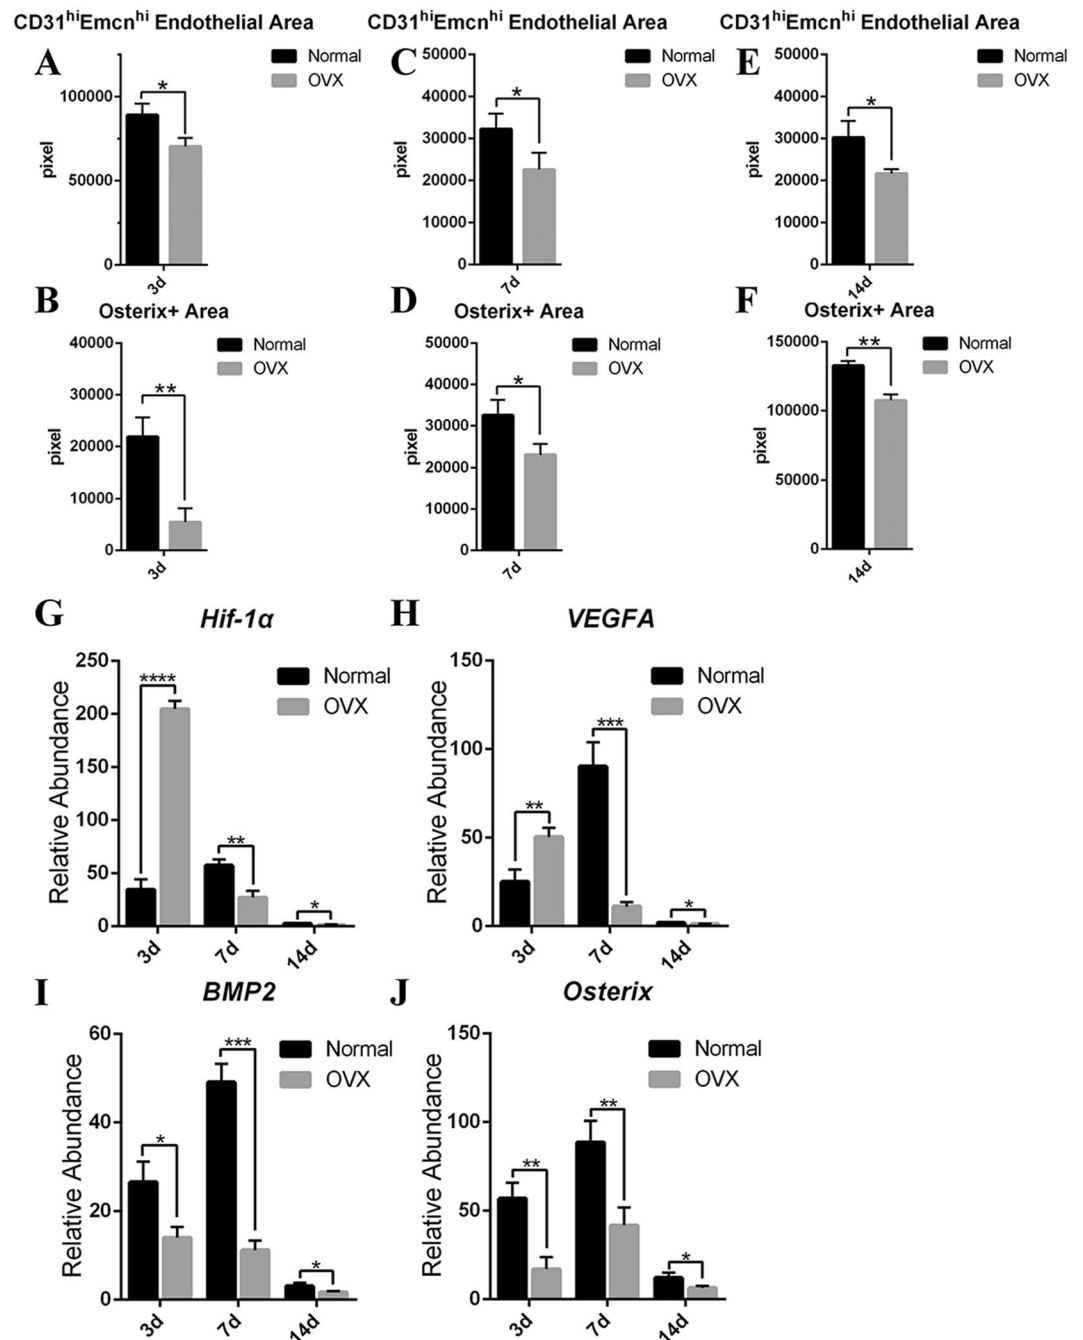 CD31hiEmcnhi Endothelial Area
A
Normal
OVX
*
100000
50000
0
pixel
3d
CD31hiEmcnhi Endothelial Area
C
Normal
OVX
*
50000
40000
30000
20000
10000
0
pixel
7d
CD31hiEmcnhi Endothelial Area
E
Normal
OVX
*
50000
40000
30000
20000
10000
0
pixel
14d
B
Osterix+ Area
Normal
OVX
**
40000
30000
20000
10000
0
pixel
3d
D
Osterix+ Area
Normal
OVX
*
50000
40000
30000
20000
10000
0
pixel
7d
F
Osterix+ Area
Normal
OVX
**
150000
100000
50000
0
pixel
14d
G
Hif-1α
Normal
OVX
250
200
150
100
50
0
Relative Abundance
****
**
*
3d
7d
14d
H
VEGFA
Normal
OVX
150
100
50
0
Relative Abundance
**
***
*
3d
7d
14d
I
BMP2
Normal
OVX
60
40
20
0
Relative Abundance
*
***
*
3d
7d
14d
J
Osterix
Normal
OVX
150
100
50
0
Relative Abundance
**
**
*
3d
7d
14d